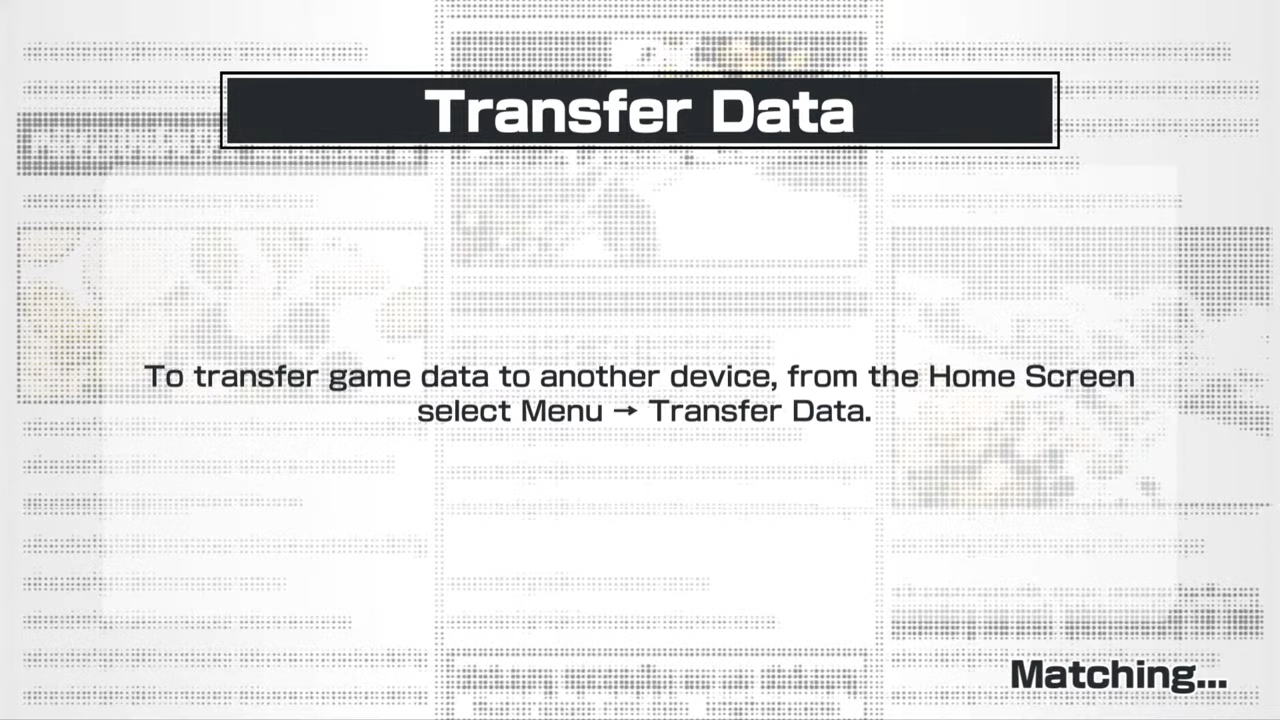 Transfer Data
To transfer game data to another device, from the Home Screen
select Menu → Transfer Data.
Matching...